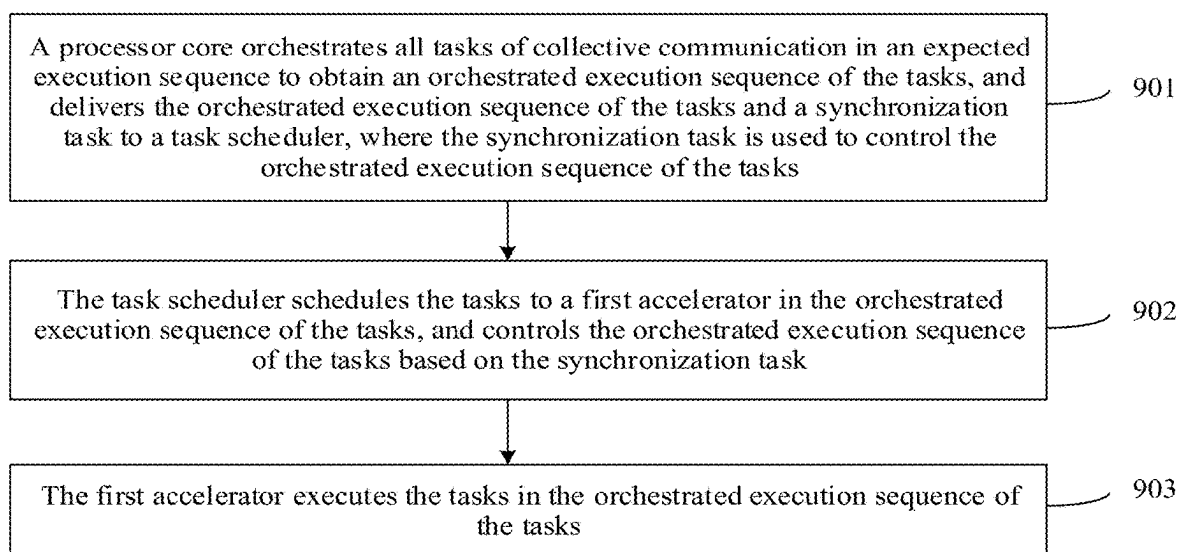 A processor core orchestrates all tasks of collective communication in an expected
execution sequence to obtain an orchestrated execution sequence of the tasks, and
delivers the orchestrated execution sequence of the tasks and a synchronization
task to a task scheduler, where the synchronization task is used to control the
orchestrated execution sequence of the tasks
901
The task scheduler schedules the tasks to a first accelerator in the orchestrated
execution sequence of the tasks, and controls the orchestrated execution sequence
of the tasks based on the synchronization task
902
The first accelerator executes the tasks in the orchestrated execution sequence of
the tasks
903